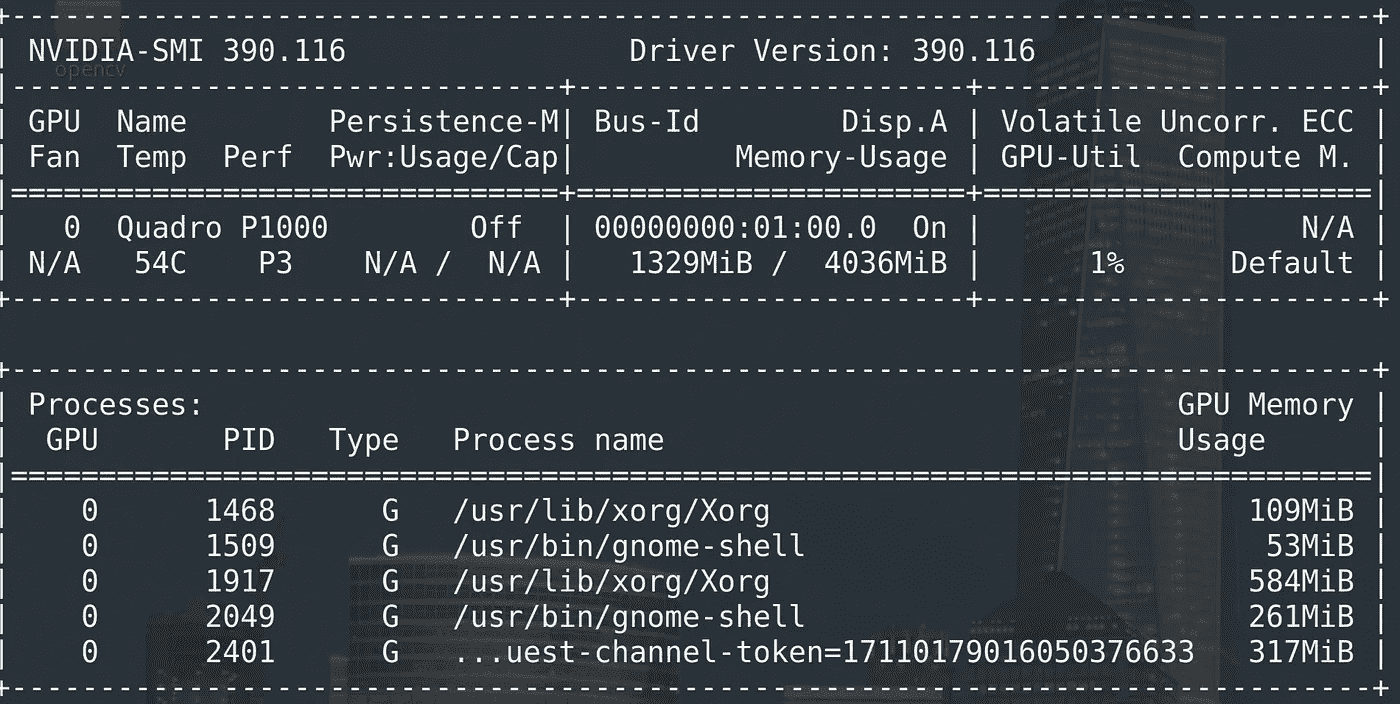 +-----------------------------------------------------------------------------+
| NVIDIA-SMI 390.116                Driver Version: 390.116                   |
opencv
|-------------------------------+----------------------+----------------------+
| GPU  Name        Persistence-M| Bus-Id        Disp.A | Volatile Uncorr. ECC |
| Fan  Temp  Perf  Pwr:Usage/Cap|         Memory-Usage | GPU-Util  Compute M. |
|===============================+======================+======================|
|   0  Quadro P1000        Off  | 00000000:01:00.0  On |                  N/A |
| N/A   54C    P3    N/A /  N/A |   1329MiB /  4036MiB |      1%      Default |
+-------------------------------+----------------------+----------------------+
+-----------------------------------------------------------------------------+
| Processes:                                                       GPU Memory |
|  GPU       PID   Type   Process name                             Usage      |
|=============================================================================|
|    0      1468      G   /usr/lib/xorg/Xorg                           109MiB |
|    0      1509      G   /usr/bin/gnome-shell                          53MiB |
|    0      1917      G   /usr/lib/xorg/Xorg                           584MiB |
|    0      2049      G   /usr/bin/gnome-shell                         261MiB |
|    0      2401      G   ...uest-channel-token=17110179016050376633   317MiB |
+-----------------------------------------------------------------------------+